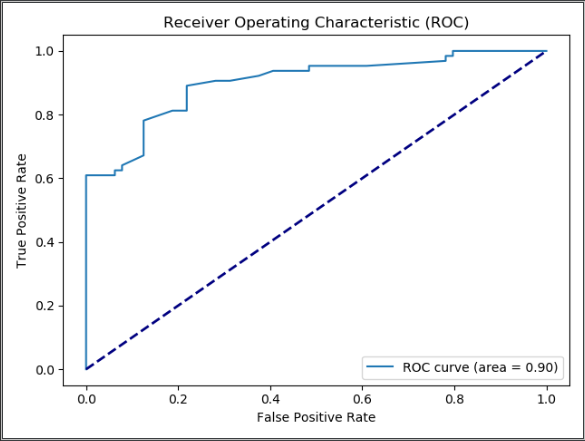 Receiver Operating Characteristic (ROC)
1.0
0.8
0.6
0.4
0.2
0.0
True Positive Rate
ROC curve (area = 0.90)
0.0 0.2 0.4 0.6 0.8 1.0
False Positive Rate